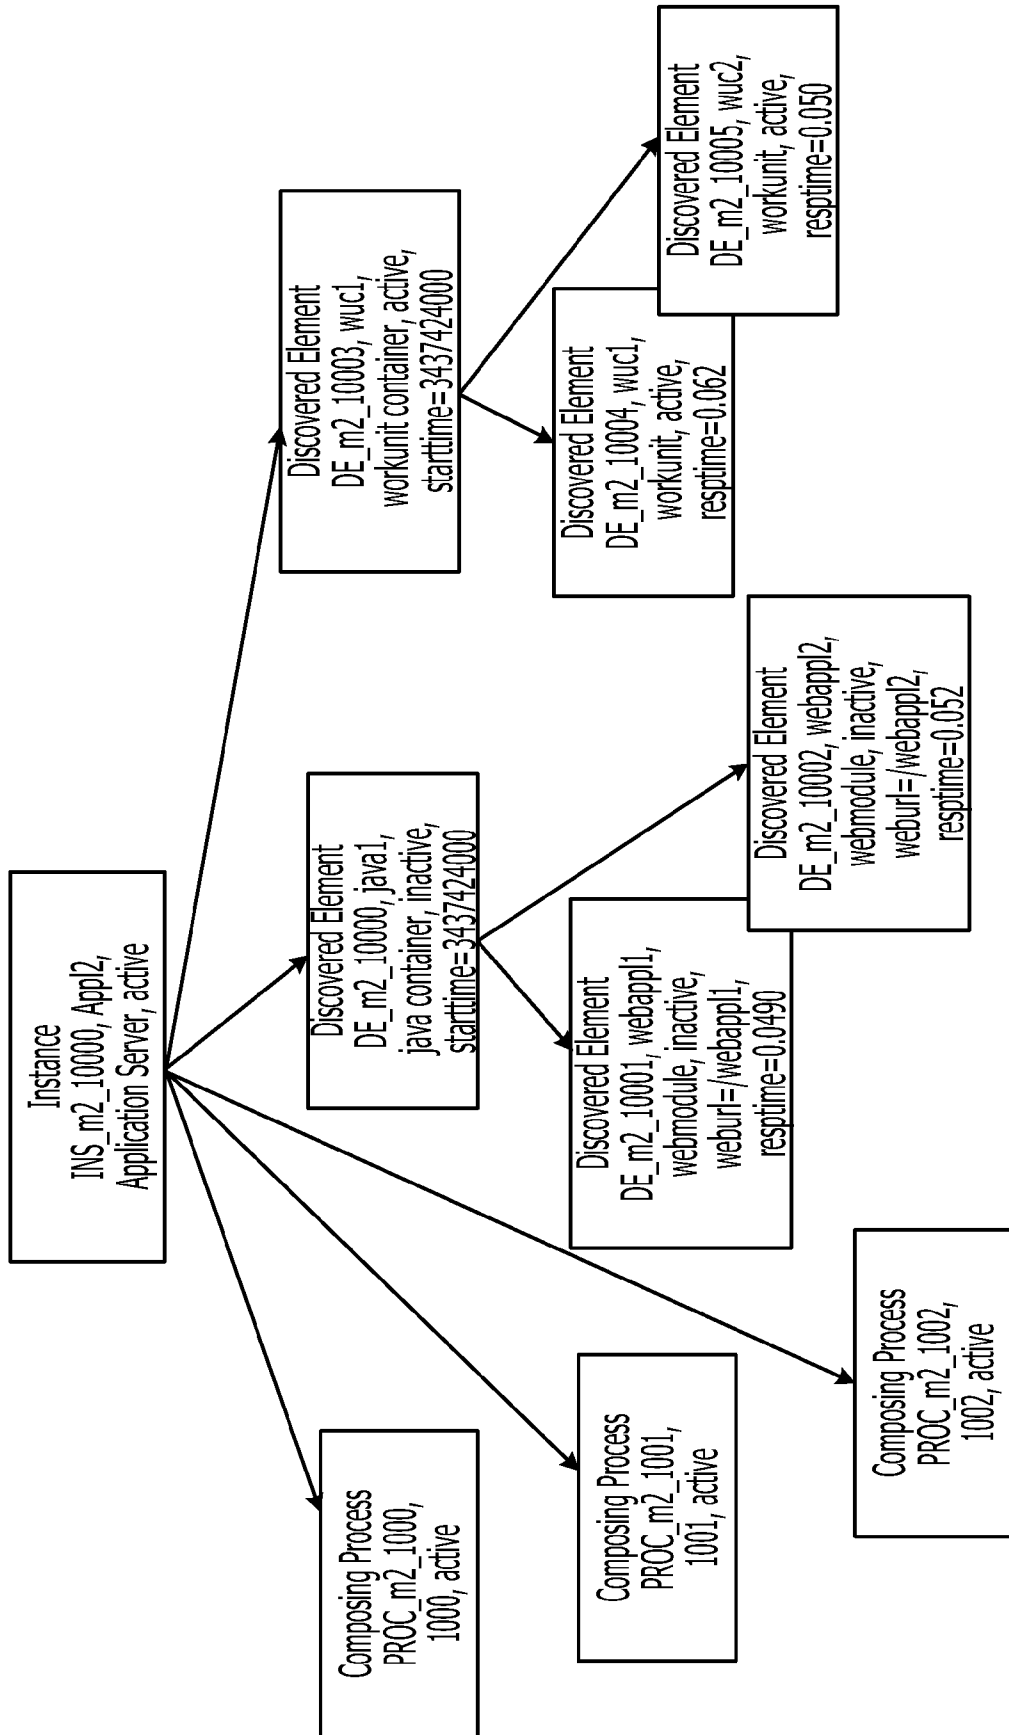 Instance
INS_m2_10000, Appl2,
Application Server, active
Composing Process
PROC_m2_1000,
1000, active
Composing Process
PROC_m2_1001,
1001, active
Composing Process
PROC_m2_1002,
1002, active
Discovered Element
DE_m2_10000, java1,
java container, inactive,
starttime=3437424000
Discovered Element
DE_m2_10001, webappl1,
webmodule, inactive,
weburl=/webappl1,
resptime=0.0490
Discovered Element
DE_m2_10002, webappl2,
webmodule, inactive,
weburl=/webappl2,
resptime=0.052
Discovered Element
DE_m2_10003, wuc1,
workunit container, active,
starttime=3437424000
Discovered Element
DE_m2_10004, wuc1,
workunit, active,
resptime=0.062
Discovered Element
DE_m2_10005, wuc2,
workunit, active,
resptime=0.050